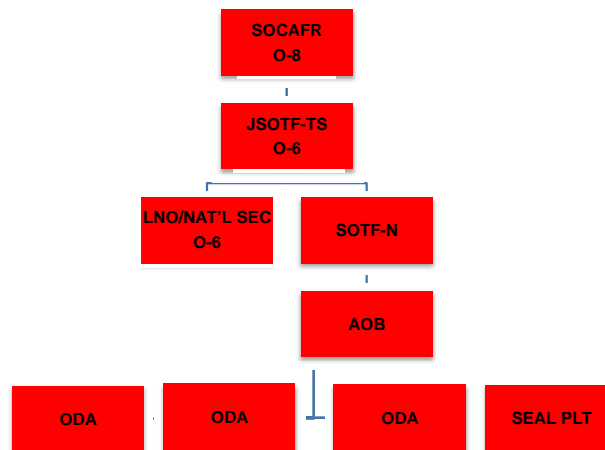 SOCAFR
O-8
JSOTF-TS
O-6
LNO/NAT'L SEC
O-6
SOTF-N
AOB
ODA
ODA
ODA
SEAL PLT